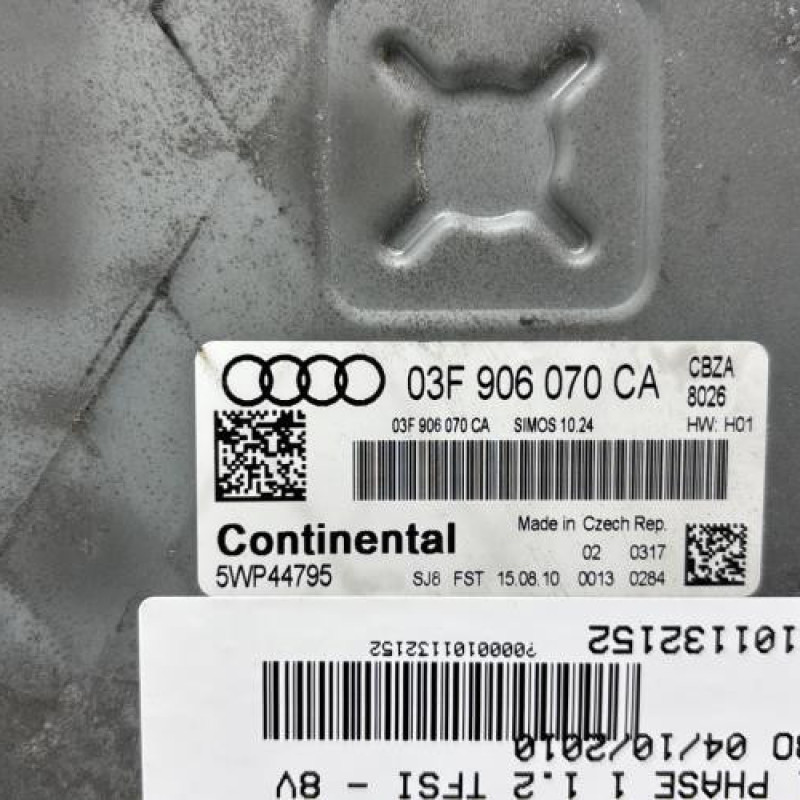 03F 906 070 CA
CBZA
8026
03F 906 070 CA SIMOS 10.24 HW: H01
Continental
Made in Czech Rep.
02 0317
5WP44795
SJ8 FST 15.08.10 0013 0284
101132152
?0000101132152
04/10/2010
PHASE 1 1.2 TFSI - 8V